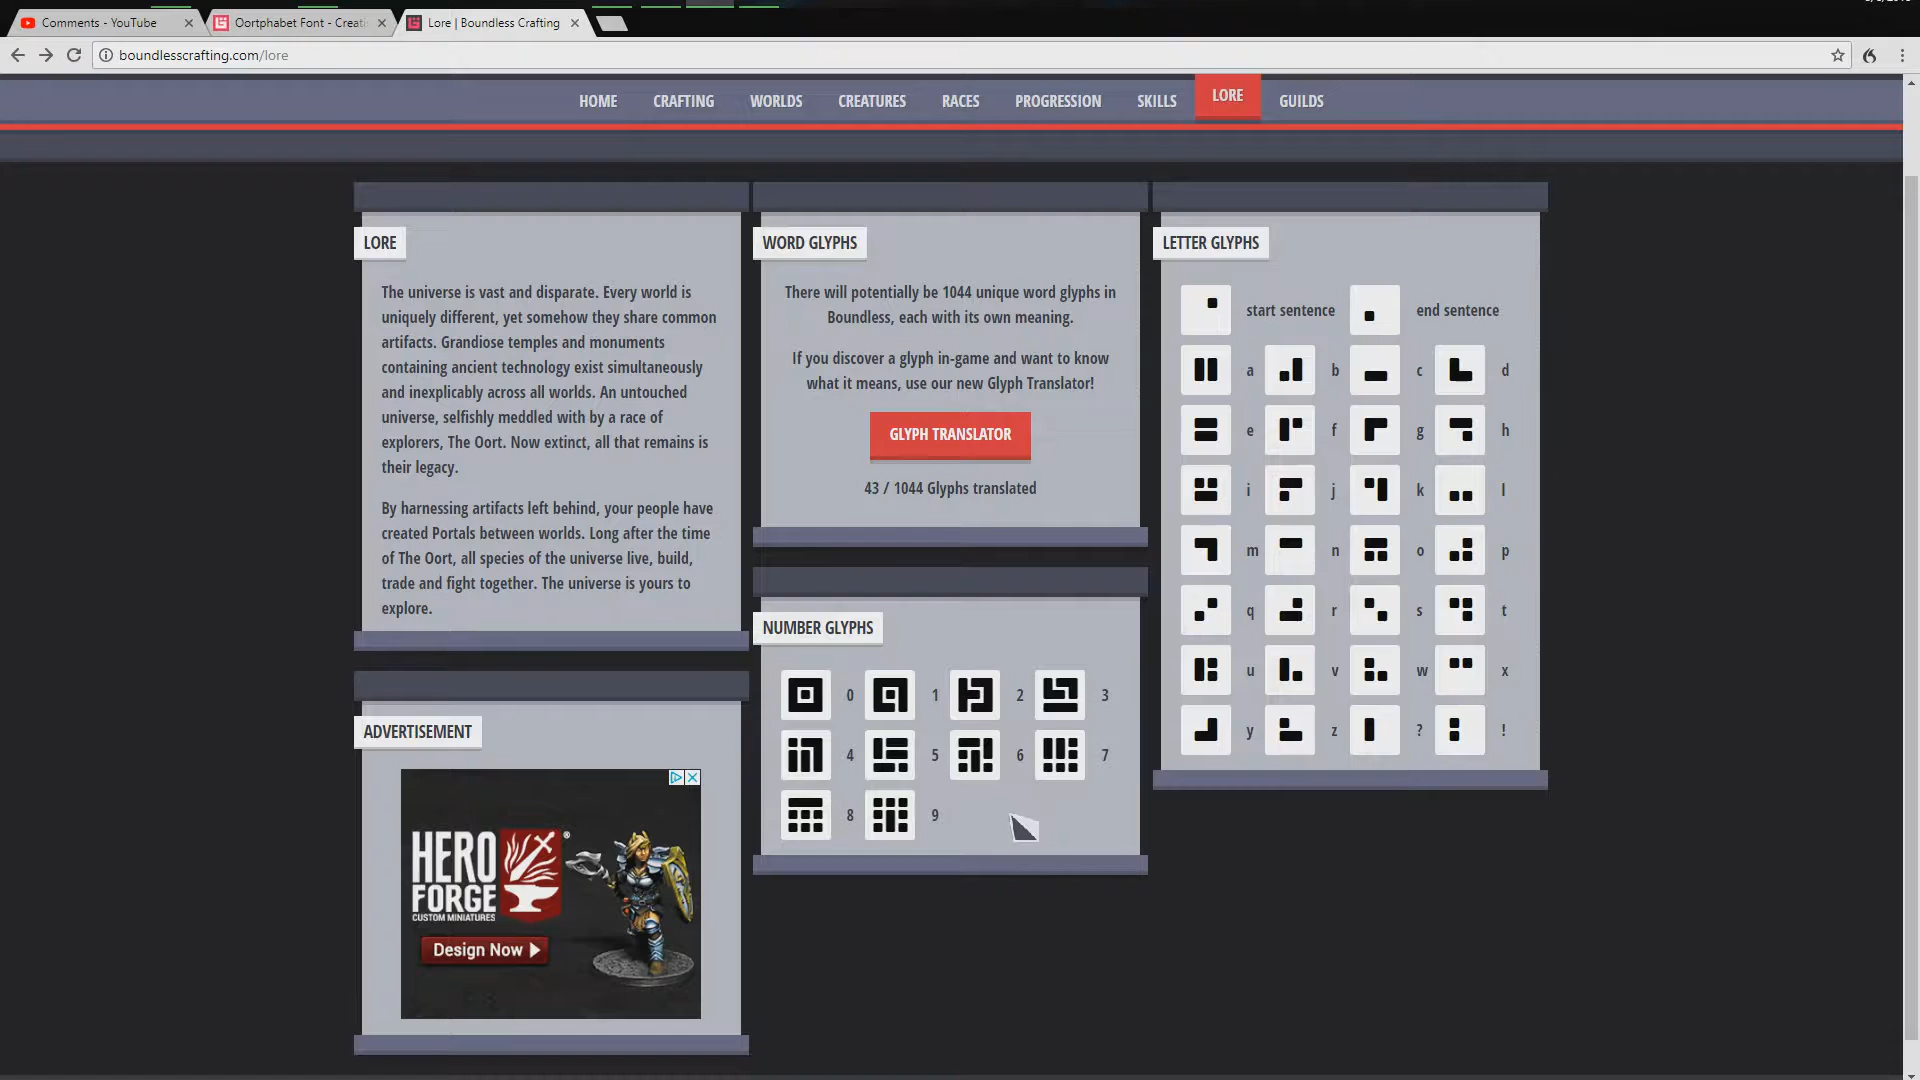 Comments - YouTube
Oortphabet Font - Creati
Lore | Boundless Crafting
boundlesscrafting.com/lore
HOME CRAFTING WORLDS CREATURES RACES PROGRESSION SKILLS LORE GUILDS
LORE
The universe is vast and disparate. Every world is
uniquely different, yet somehow they share common
artifacts. Grandiose temples and monuments
containing ancient technology exist simultaneously
and inexplicably across all worlds. An untouched
universe, selfishly meddled with by a race of
explorers, The Oort. Now extinct, all that remains is
their legacy.
By harnessing artifacts left behind, your people have
created Portals between worlds. Long after the time
of The Oort, all species of the universe live, build,
trade and fight together. The universe is yours to
explore.
ADVERTISEMENT
HERO
FORGE®
CUSTOM MINIATURES
Design Now
WORD GLYPHS
There will potentially be 1044 unique word glyphs in
Boundless, each with its own meaning.
If you discover a glyph in-game and want to know
what it means, use our new Glyph Translator!
GLYPH TRANSLATOR
43 / 1044 Glyphs translated
NUMBER GLYPHS
0 1 2 3
4 5 6 7
8 9
LETTER GLYPHS
start sentence end sentence
a b c d
e f g h
i j k l
m n o p
q r s t
u v w x
y z ? !